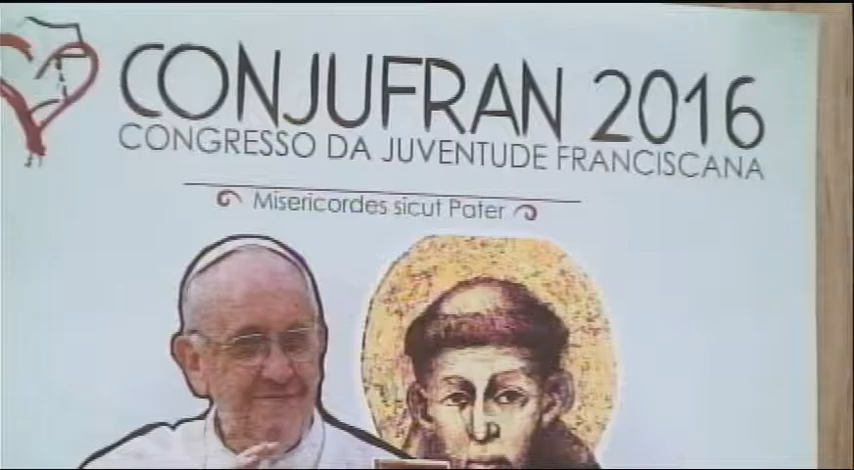 CONJUFRAN 2016
CONGRESSO DA JUVENTUDE FRANCISCANA
Misericordes sicut Pater